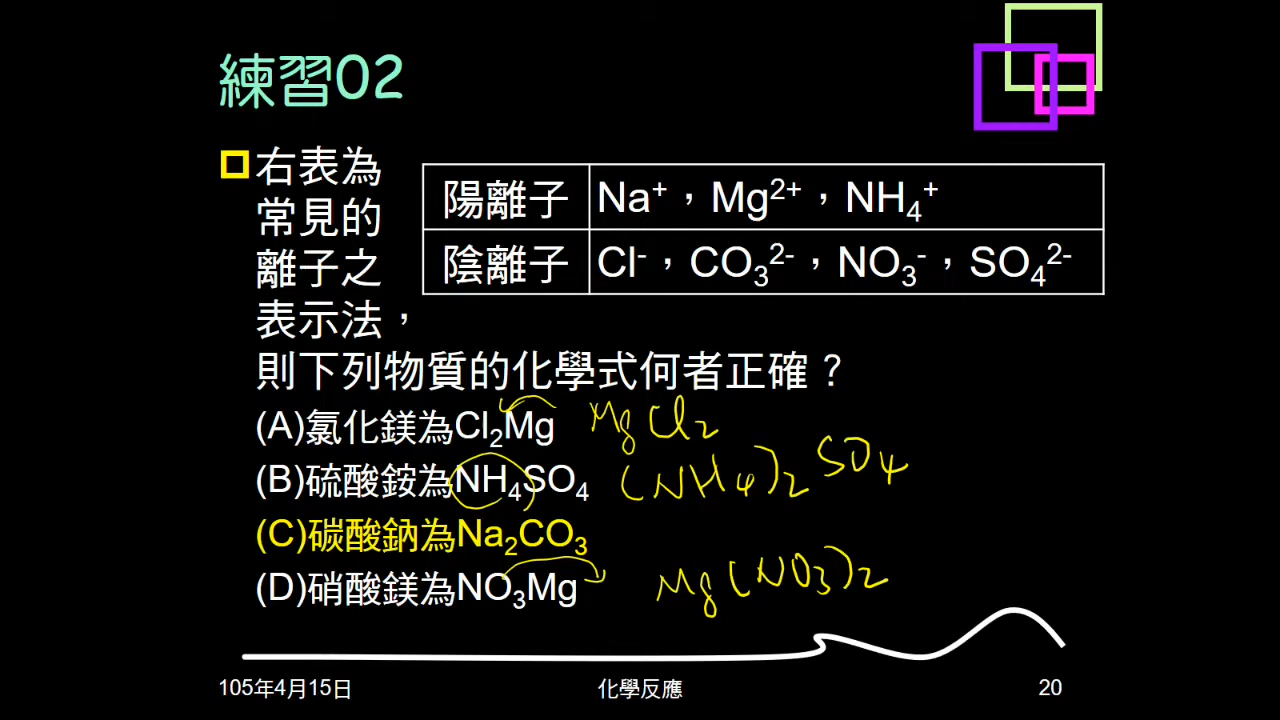 練習02
右表為
常見的
離子之
表示法，
陽離子 Na⁺，Mg²⁺，NH₄⁺
陰離子 Cl⁻，CO₃²⁻，NO₃⁻，SO₄²⁻
則下列物質的化學式何者正確？
(A)氯化鎂為Cl₂Mg MgCl₂
(B)硫酸銨為NH₄SO₄ (NH₄)₂SO₄
(C)碳酸鈉為Na₂CO₃
(D)硝酸鎂為NO₃Mg Mg(NO₃)₂
105年4月15日 化學反應 20